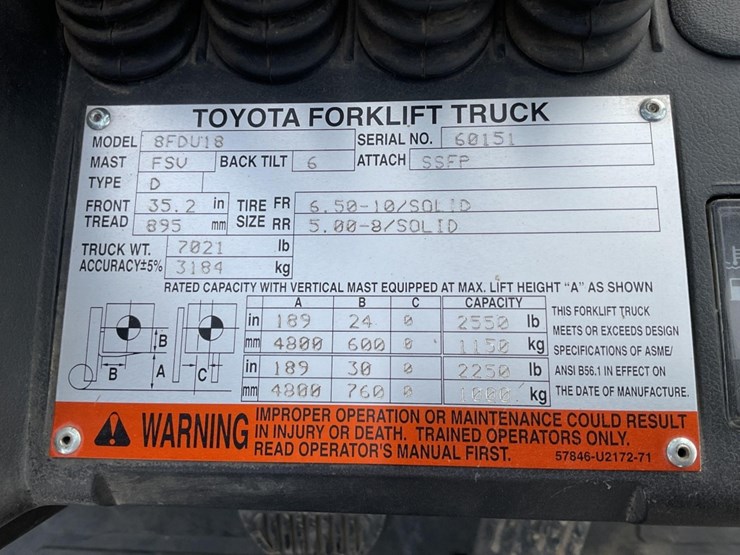 TOYOTA FORKLIFT TRUCK
MODEL 8FDU18 SERIAL NO. 60151
MAST FSV BACK TILT 6 ATTACH SSFP
TYPE D
FRONT TREAD 35.2 in 895 mm
TIRE SIZE FR 6.50-10/SOLID
RR 5.00-8/SOLID
TRUCK WT. 7021 lb
ACCURACY±5% 3184 kg
RATED CAPACITY WITH VERTICAL MAST EQUIPPED AT MAX. LIFT HEIGHT "A" AS SHOWN
A B C CAPACITY
in 189 24 0 2550 lb
mm 4800 600 0 1150 kg
in 189 30 0 2250 lb
mm 4800 760 0 1000 kg
B
B A C
THIS FORKLIFT TRUCK
MEETS OR EXCEEDS DESIGN
SPECIFICATIONS OF ASME/
ANSI B56.1 IN EFFECT ON
THE DATE OF MANUFACTURE.
WARNING
IMPROPER OPERATION OR MAINTENANCE COULD RESULT
IN INJURY OR DEATH. TRAINED OPERATORS ONLY.
READ OPERATOR'S MANUAL FIRST. 57846-U2172-71